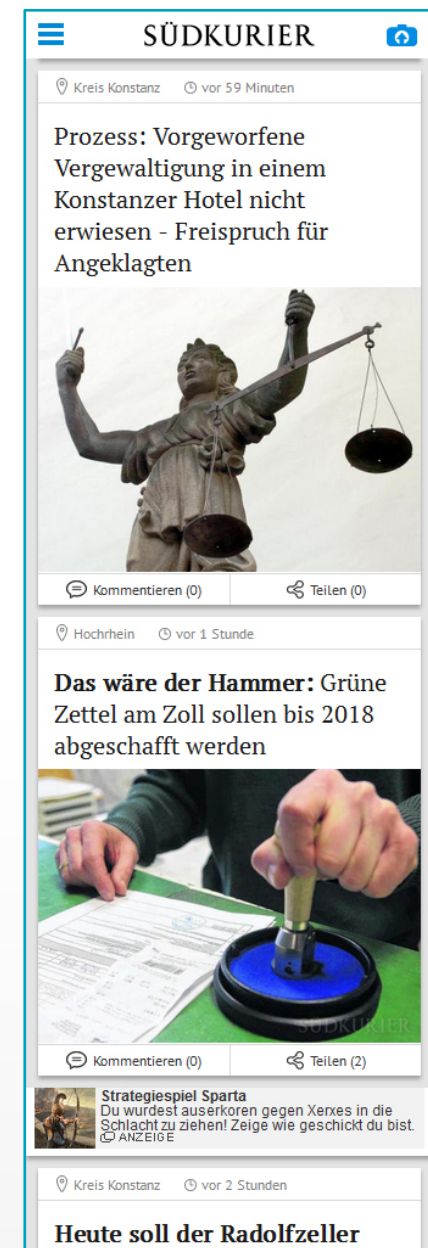 SÜDKURIER
Kreis Konstanz vor 59 Minuten
Prozess: Vorgeworfene
Vergewaltigung in einem
Konstanzer Hotel nicht
erwiesen - Freispruch für
Angeklagten
Kommentieren (0) Teilen (0)
Hochrhein vor 1 Stunde
Das wäre der Hammer: Grüne
Zettel am Zoll sollen bis 2018
abgeschafft werden
SÜDKURIER
Kommentieren (0) Teilen (2)
Strategiespiel Sparta
Du wurdest auserkoren gegen Xerxes in die
Schlacht zu ziehen! Zeige wie geschickt du bist.
ANZEIGE
Kreis Konstanz vor 2 Stunden
Heute soll der Radolfzeller